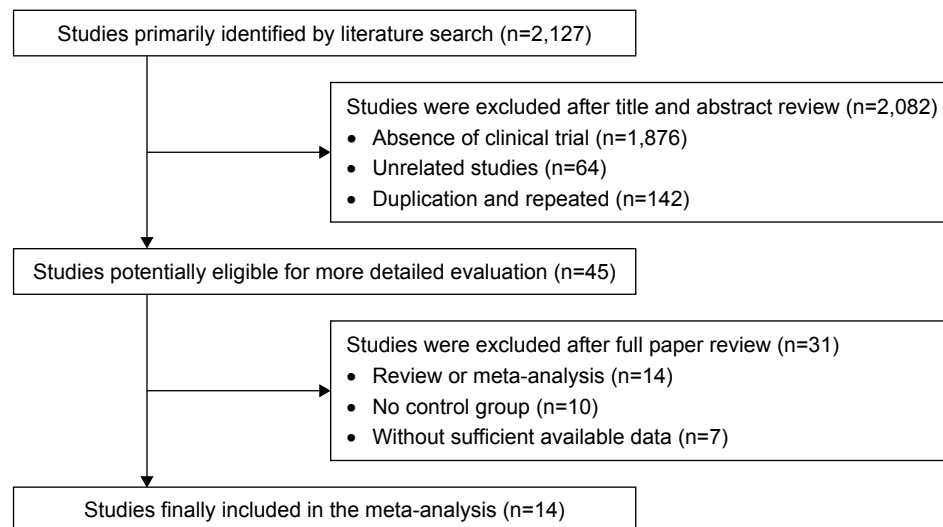 Studies primarily identified by literature search (n=2,127)
Studies were excluded after title and abstract review (n=2,082)
• Absence of clinical trial (n=1,876)
• Unrelated studies (n=64)
• Duplication and repeated (n=142)
Studies potentially eligible for more detailed evaluation (n=45)
Studies were excluded after full paper review (n=31)
• Review or meta-analysis (n=14)
• No control group (n=10)
• Without sufficient available data (n=7)
Studies finally included in the meta-analysis (n=14)